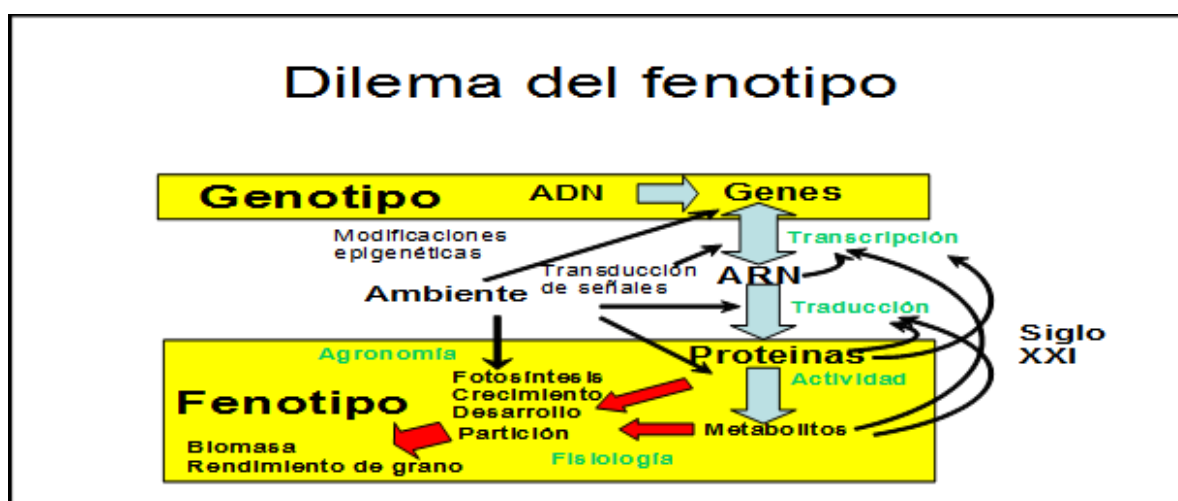 Dilema del fenotipo
Genotipo ADN Genes
Modificaciones
epigenéticas
Transcripción
Transducción
de señales
ARN
Ambiente
Traducción
Siglo
XXI
Agronomía
Proteinas
Actividad
Fotosíntesis
Crecimiento
Desarrollo
Partición
Fenotipo
Metabolitos
Biomasa
Rendimiento de grano
Fisiología